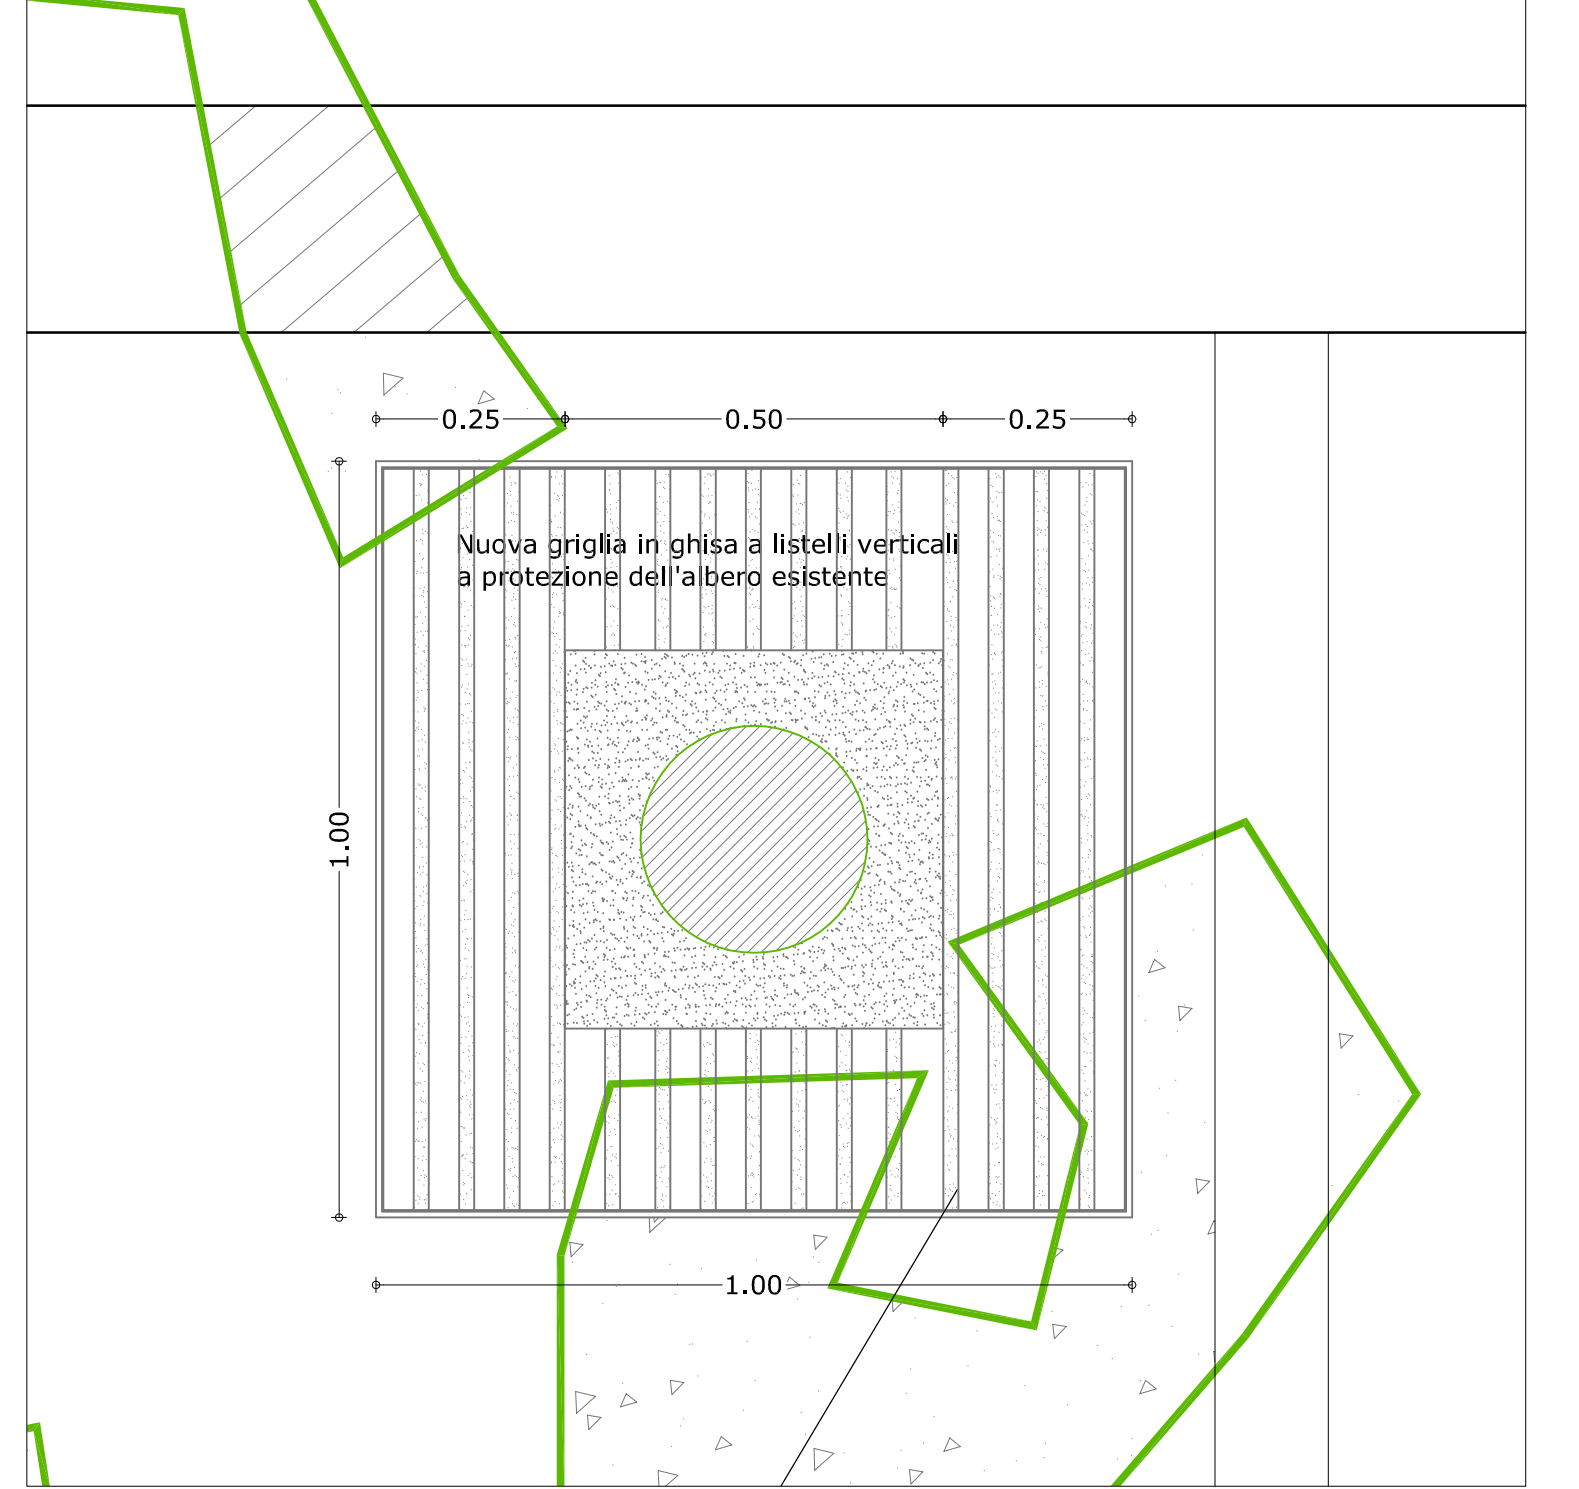 0.25 0.50 0.25
Nuova griglia in ghisa a listelli verticali
a protezione dell'albero esistente
1.00
1.00